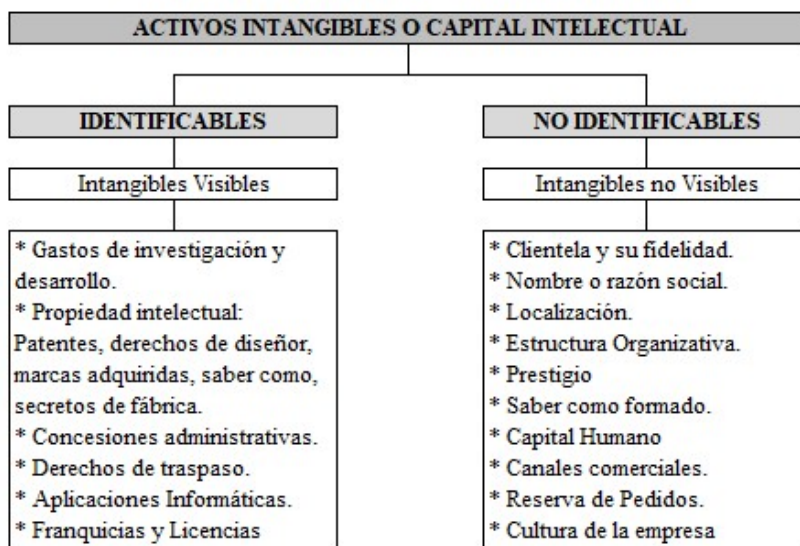 ACTIVOS INTANGIBLES O CAPITAL INTELECTUAL
IDENTIFICABLES
Intangibles Visibles
* Gastos de investigación y
desarrollo.
* Propiedad intelectual:
Patentes, derechos de diseñor,
marcas adquiridas, saber como,
secretos de fábrica.
* Concesiones administrativas.
* Derechos de traspaso.
* Aplicaciones Informáticas.
* Franquicias y Licencias
NO IDENTIFICABLES
Intangibles no Visibles
* Clientela y su fidelidad.
* Nombre o razón social.
* Localización.
* Estructura Organizativa.
* Prestigio
* Saber como formado.
* Capital Humano
* Canales comerciales.
* Reserva de Pedidos.
* Cultura de la empresa